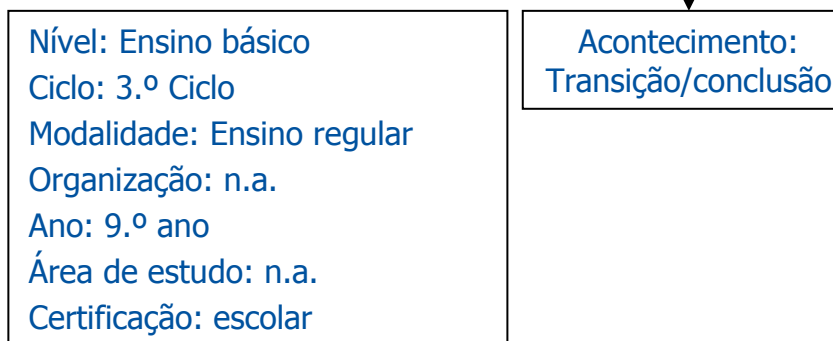 Nível: Ensino básico
Ciclo: 3.º Ciclo
Modalidade: Ensino regular
Organização: n.a.
Ano: 9.º ano
Área de estudo: n.a.
Certificação: escolar
Acontecimento:
Transição/conclusão